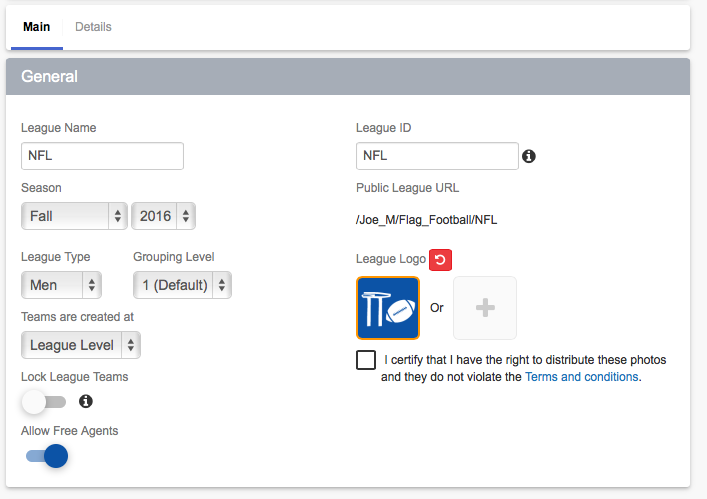 Main Details
General
League Name
NFL
Season
Fall 2016
League Type Grouping Level
Men 1 (Default)
Teams are created at
League Level
Lock League Teams
Allow Free Agents
League ID
NFL
Public League URL
/Joe_M/Flag_Football/NFL
League Logo
Or
I certify that I have the right to distribute these photos
and they do not violate the Terms and conditions.